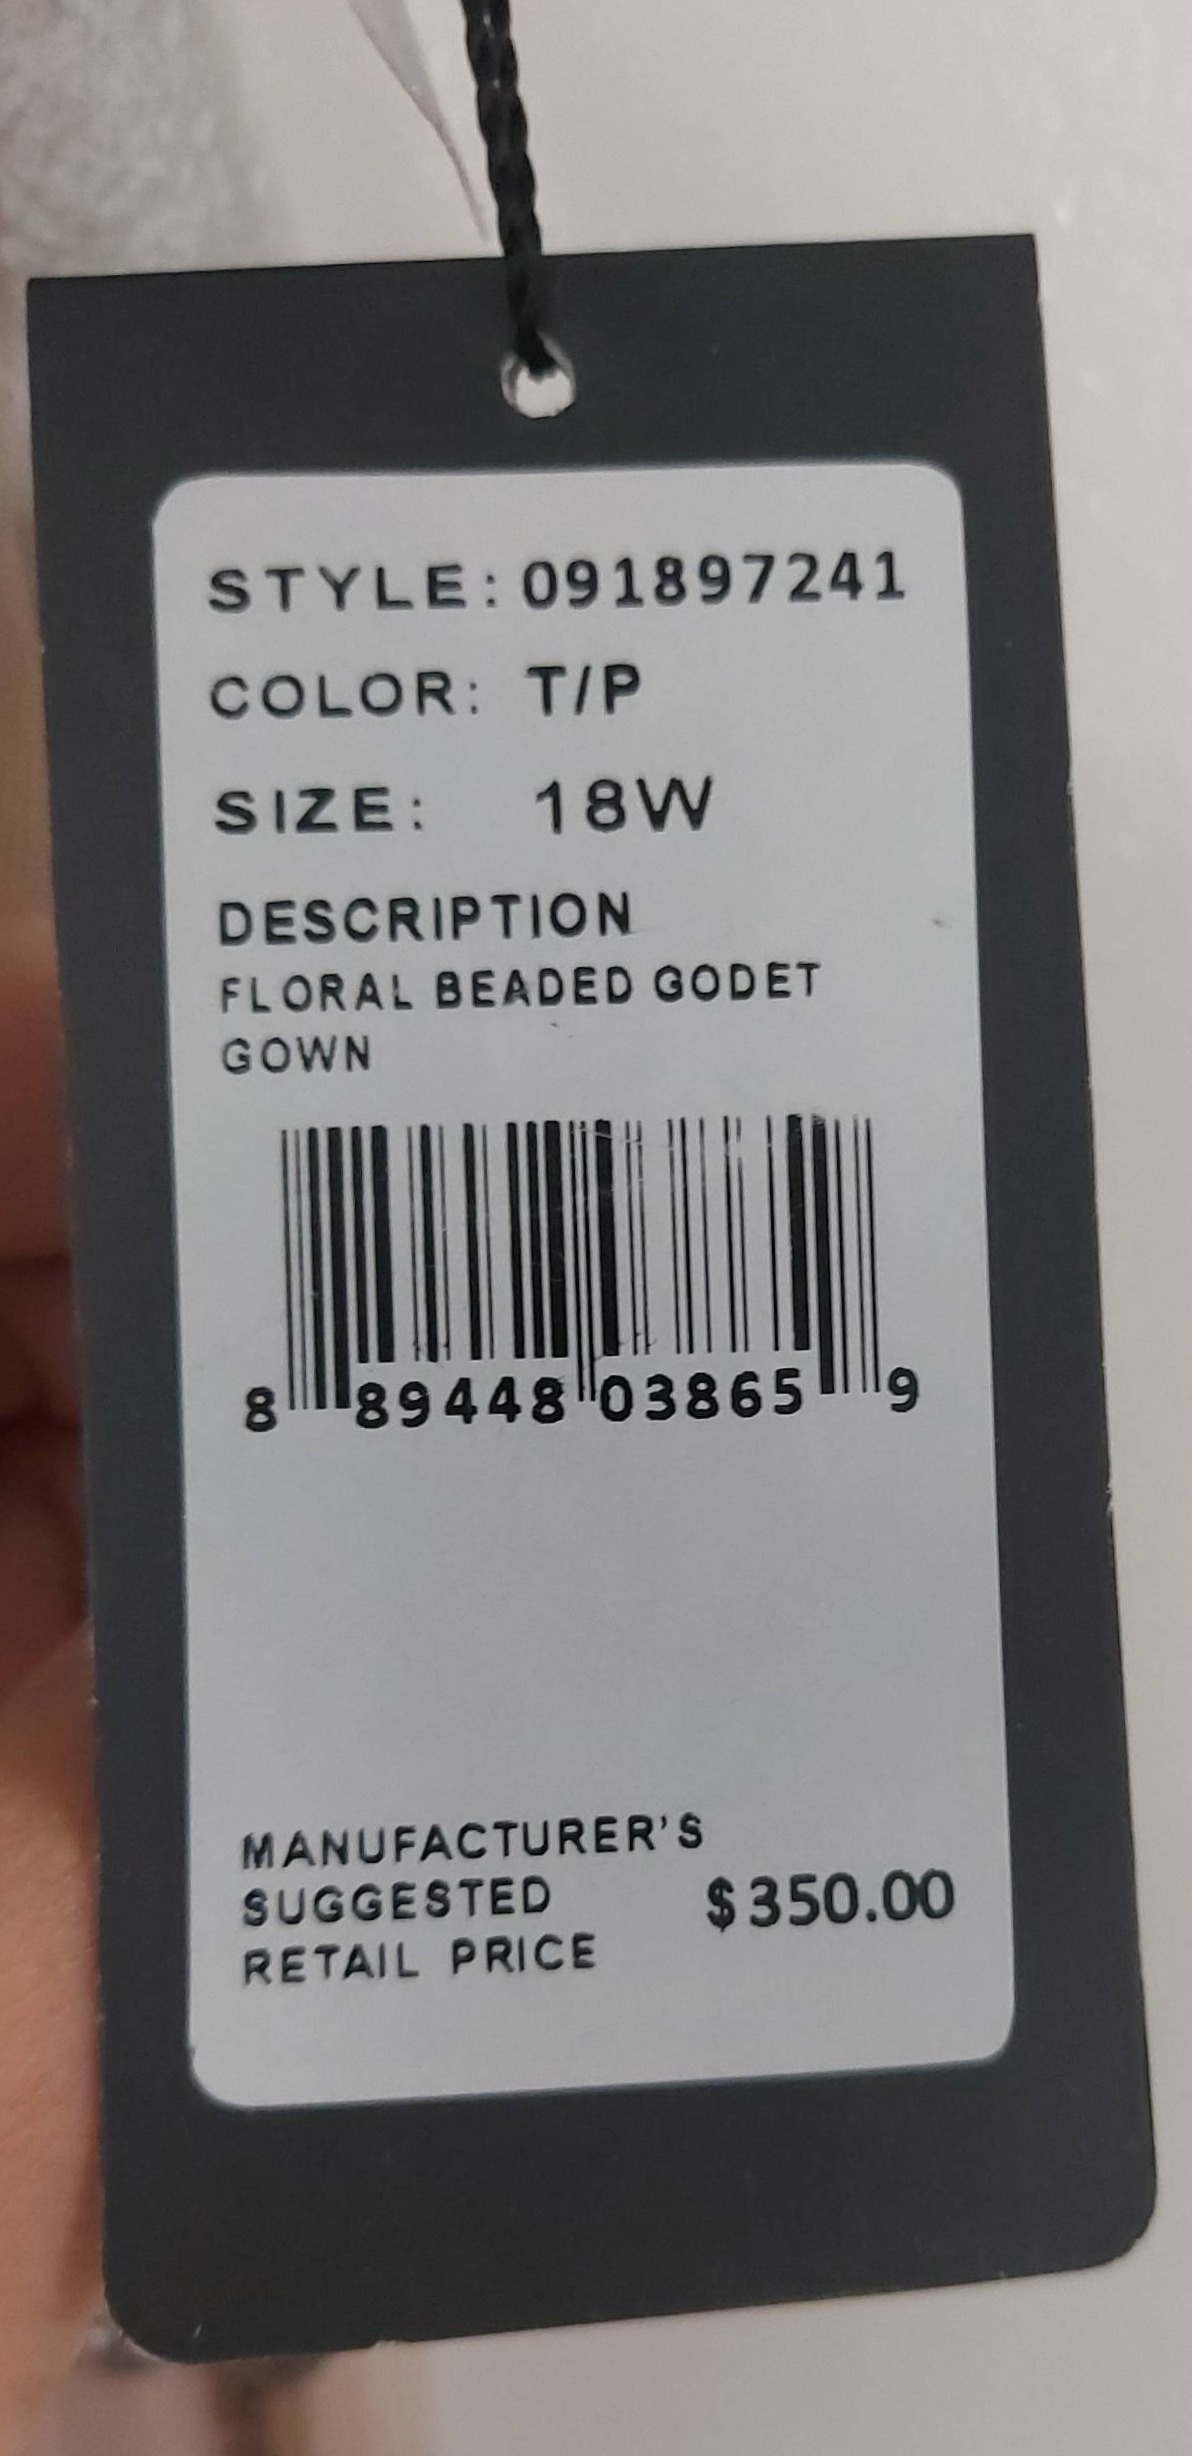 STYLE: 091897241
COLOR: T/P
SIZE: 18W
DESCRIPTION
FLORAL BEADED GODET
GOWN
8 89448 03865 9
MANUFACTURER'S
SUGGESTED $350.00
RETAIL PRICE